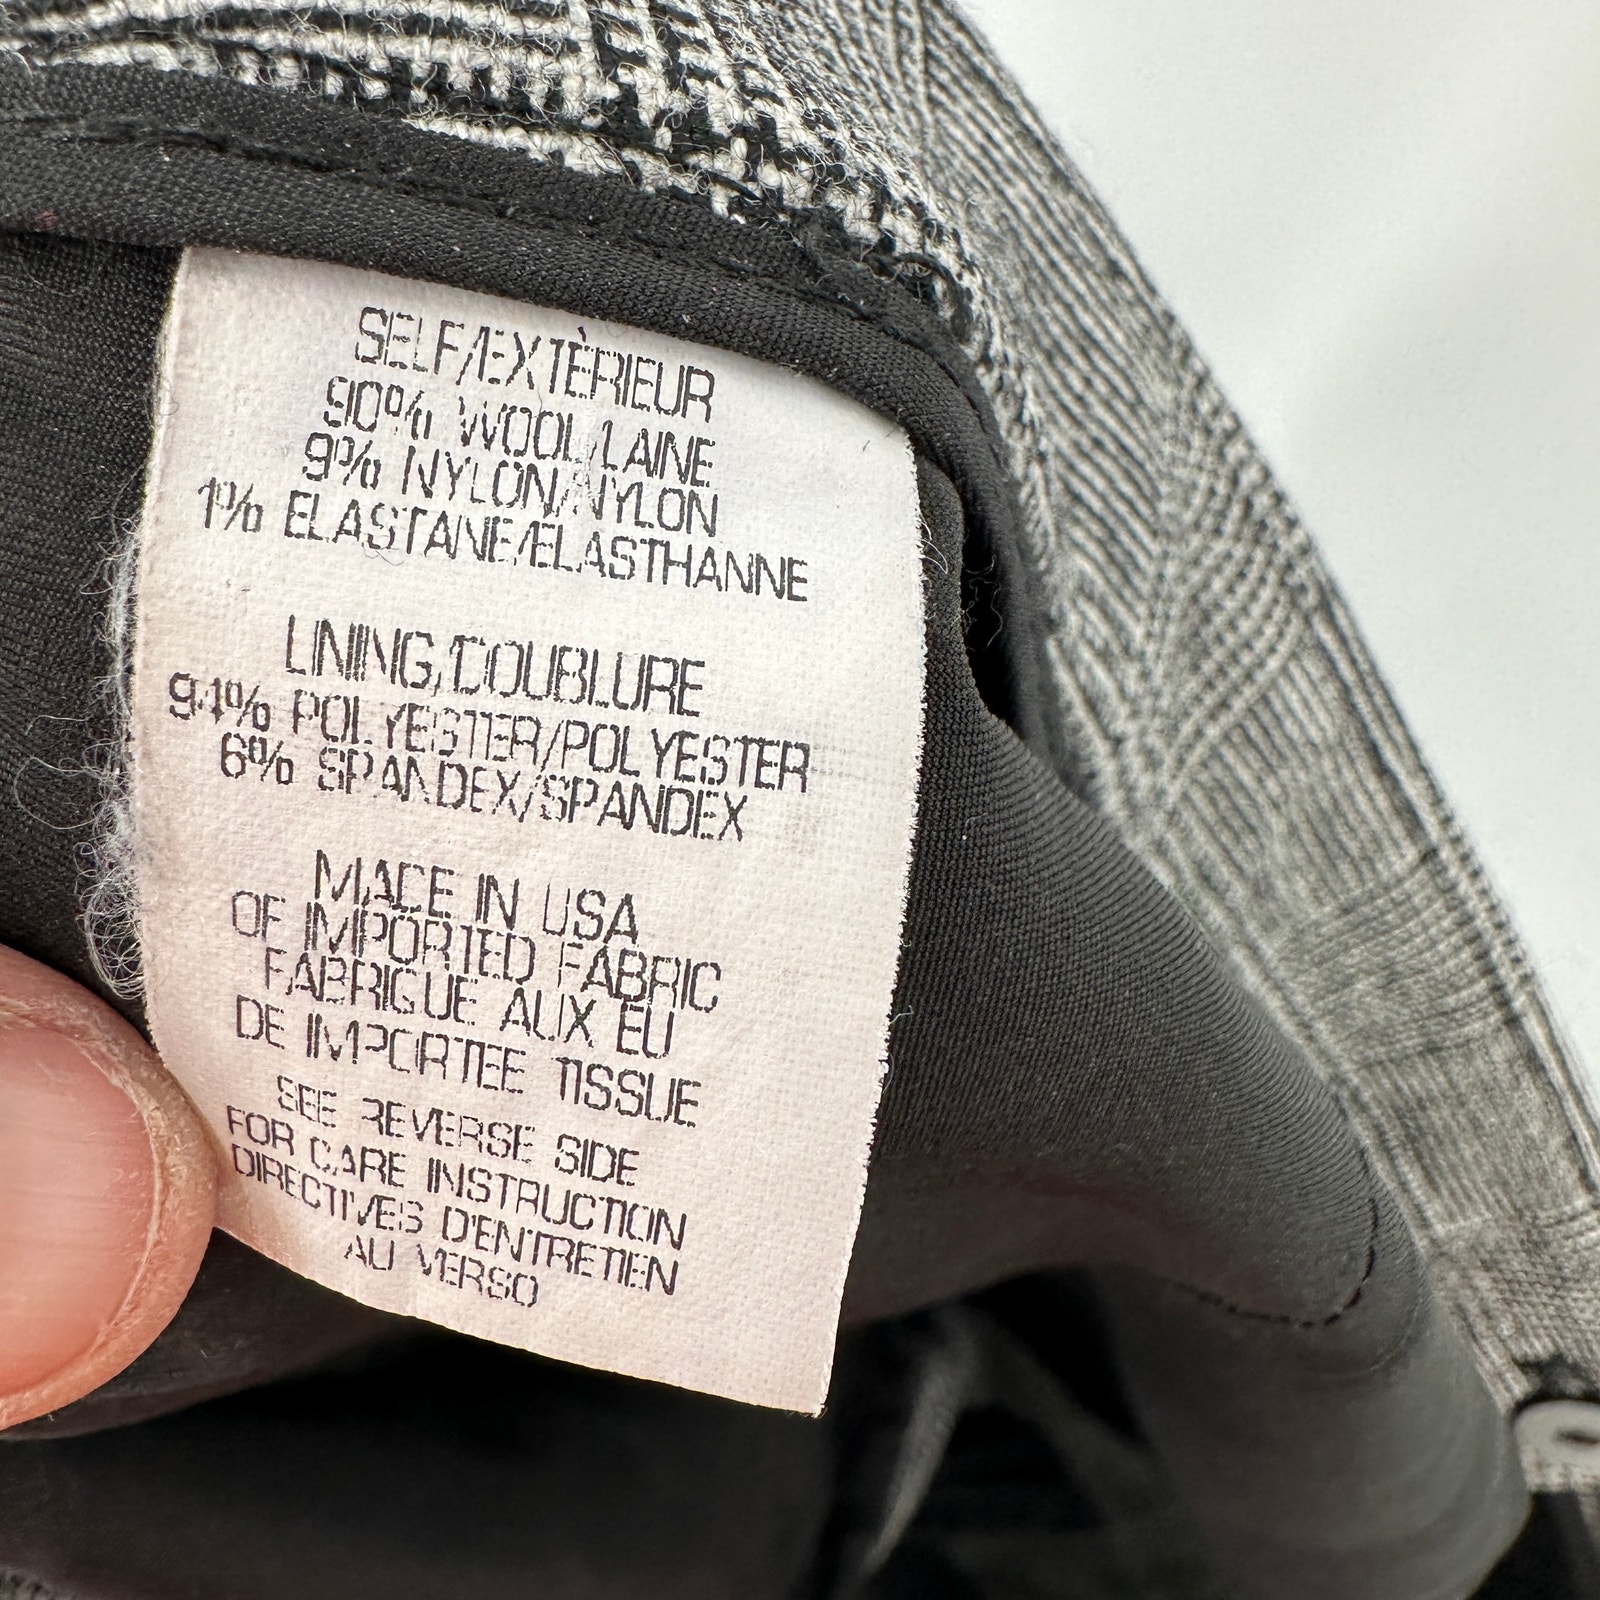 SELF/EXTÈRIEUR
90% WOOL/LAINE
9% NYLON/NYLON
1% ELASTANE/ELASTHANNE
LINING/DOUBLURE
94% POLYESTER/POLYESTER
6% SPANDEX/SPANDEX
MADE IN USA
OF IMPORTED FABRIC
FABRIGUE AUX EU
DE IMPORTEE TISSUE
SEE REVERSE SIDE
FOR CARE INSTRUCTION
DIRECTIVES D'ENTRETIEN
AU VERSO